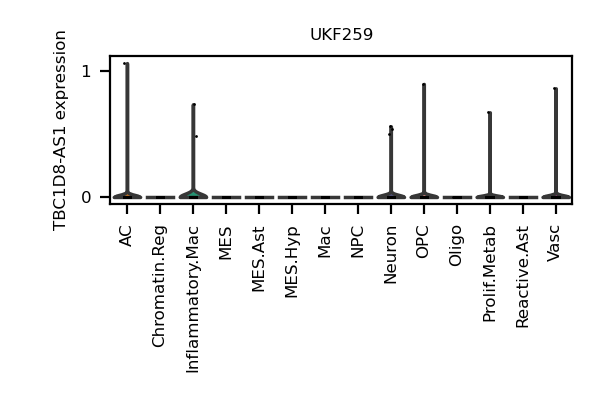 UKF259
TBC1D8-AS1 expression
1
0
AC
Chromatin.Reg
Inflammatory.Mac
MES
MES.Ast
MES.Hyp
Mac
NPC
Neuron
OPC
Oligo
Prolif.Metab
Reactive.Ast
Vasc